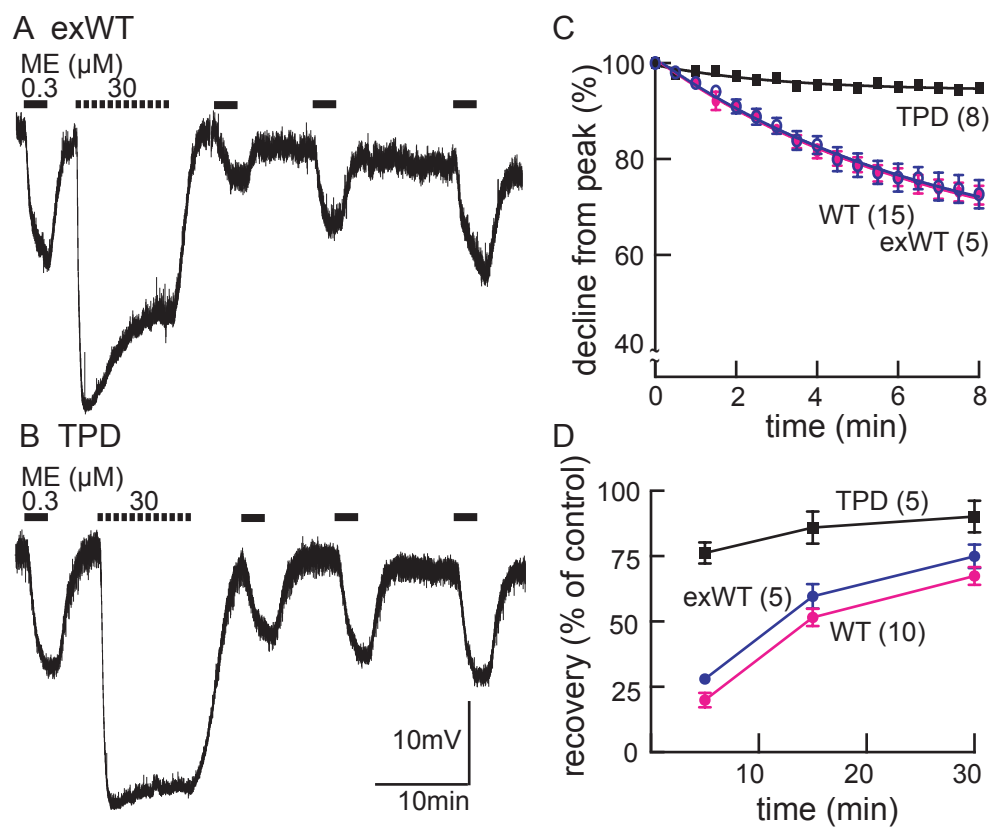 A exWT
ME (µM)
0.3 30
B TPD
ME (µM)
0.3 30
10mV
10min
C
decline from peak (%)
100
80
60
40
TPD (8)
WT (15)
exWT (5)
0 2 4 6 8
time (min)
D
recovery (% of control)
100
75
50
25
0
TPD (5)
exWT (5)
WT (10)
10 20 30
time (min)